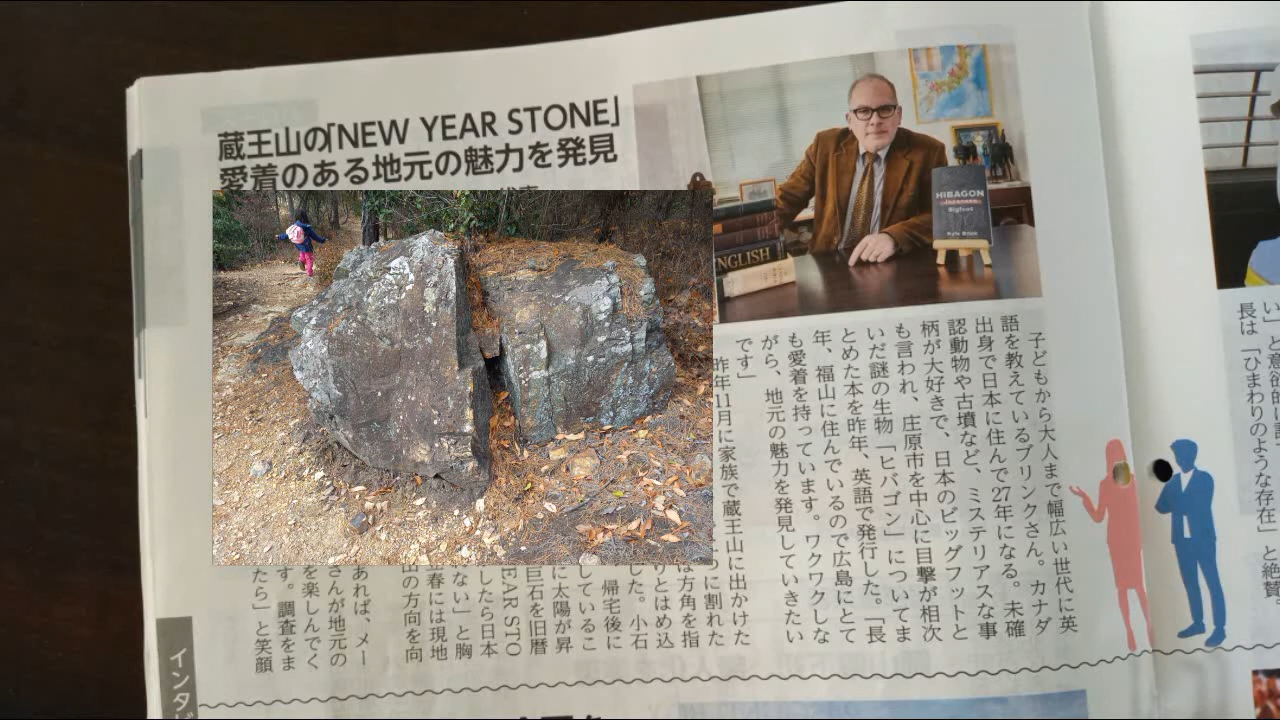 蔵王山の「NEW YEAR STONE」
愛着のある地元の魅力を発見
HIBAGON
Bigfoot
ENGLISH
子どもから大人まで幅広い世代に英
語を教えているブリンクさん。カナダ
出身で日本に住んで27年になる。未確
認動物や古墳など、ミステリアスな事
柄が大好きで、日本のビッグフットと
も言われ、庄原市を中心に目撃が相次
いだ謎の生物「ヒバゴン」についてま
とめた本を昨年、英語で発行した。「長
年、福山に住んでいるので広島にとて
も愛着を持っています。ワクワクしな
がら、地元の魅力を発見していきたい
です」
昨年11月に家族で蔵王山に出かけた
つに割れた
は方角を指
りとはめ込
した。小石
帰宅後に
しているこ
に太陽が昇
巨石を旧暦
EAR STO
したら日本
ない」と胸
春には現地
の方向を向
あれば、メー
さんが地元の
を楽しんでく
す。調査をま
たら」と笑顔
インタビ
い」と意欲的に
長は「ひまわりのような存在」と絶賛